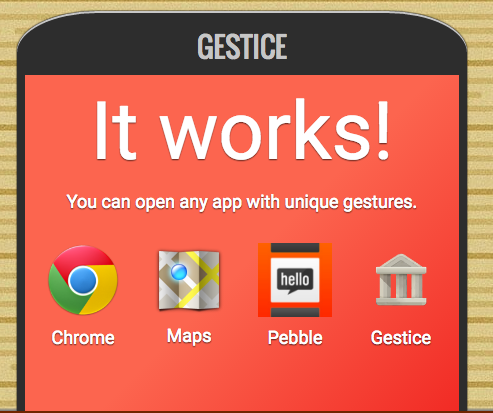 GESTICE
It works!
You can open any app with unique gestures.
hello
Chrome Maps Pebble Gestice